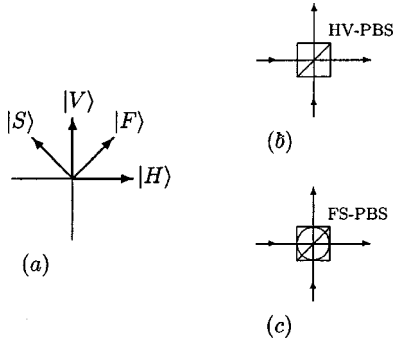 |S⟩ |V⟩ |F⟩
|H⟩
(a)
HV-PBS
(b)
FS-PBS
(c)